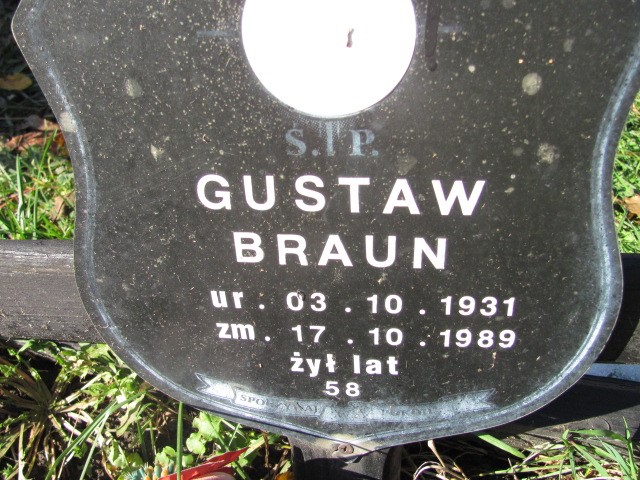 Ś.†P.
GUSTAW
BRAUN
ur. 03.10.1931
zm. 17.10.1989
żył lat
58